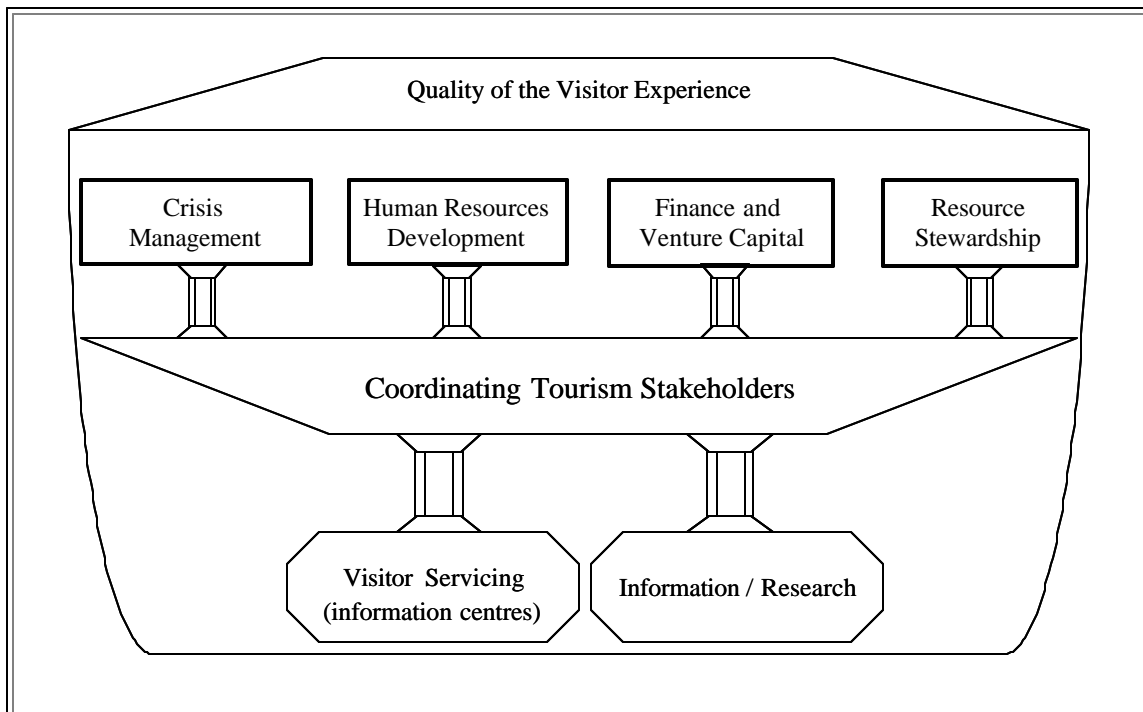 Quality of the Visitor Experience
Crisis
Management
Human Resources
Development
Finance and
Venture Capital
Resource
Stewardship
Coordinating Tourism Stakeholders
Visitor Servicing
(information centres)
Information / Research